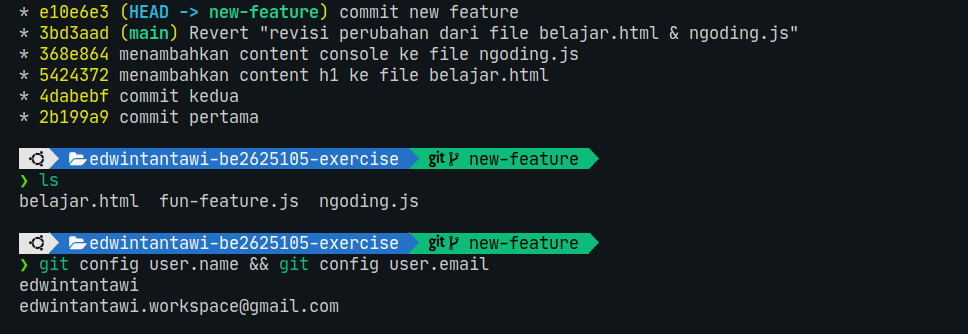 * e10e6e3 (HEAD -> new-feature) commit new feature
* 3bd3aad (main) Revert "revisi perubahan dari file belajar.html & ngoding.js"
* 368e864 menambahkan content console ke file ngoding.js
* 5424372 menambahkan content h1 ke file belajar.html
* 4dabebf commit kedua
* 2b199a9 commit pertama
edwintantawi-be2625105-exercise git new-feature
❯ ls
belajar.html  fun-feature.js  ngoding.js
edwintantawi-be2625105-exercise git new-feature
❯ git config user.name && git config user.email
edwintantawi
edwintantawi.workspace@gmail.com